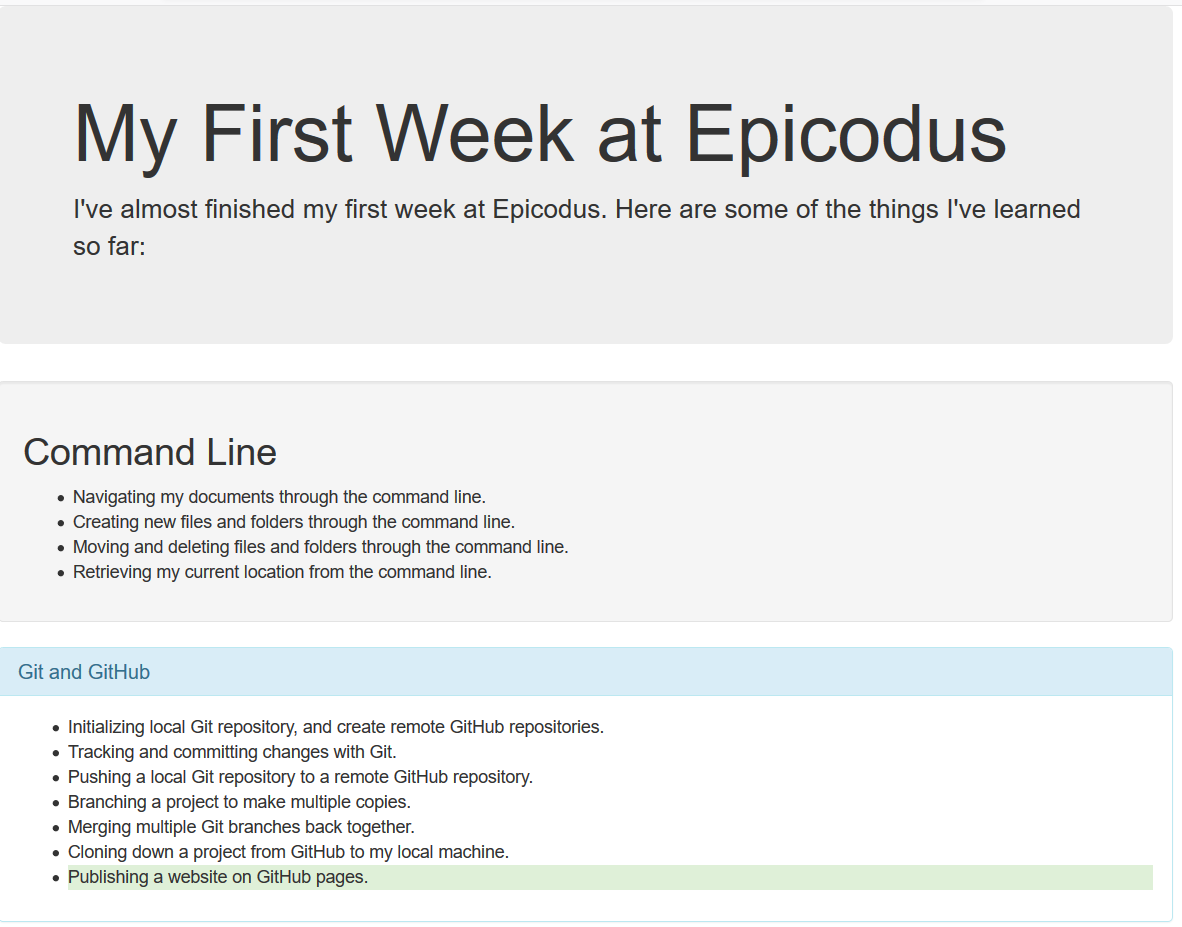 My First Week at Epicodus
I've almost finished my first week at Epicodus. Here are some of the things I've learned
so far:
Command Line
Navigating my documents through the command line.
Creating new files and folders through the command line.
Moving and deleting files and folders through the command line.
Retrieving my current location from the command line.
Git and GitHub
Initializing local Git repository, and create remote GitHub repositories.
Tracking and committing changes with Git.
Pushing a local Git repository to a remote GitHub repository.
Branching a project to make multiple copies.
Merging multiple Git branches back together.
Cloning down a project from GitHub to my local machine.
Publishing a website on GitHub pages.